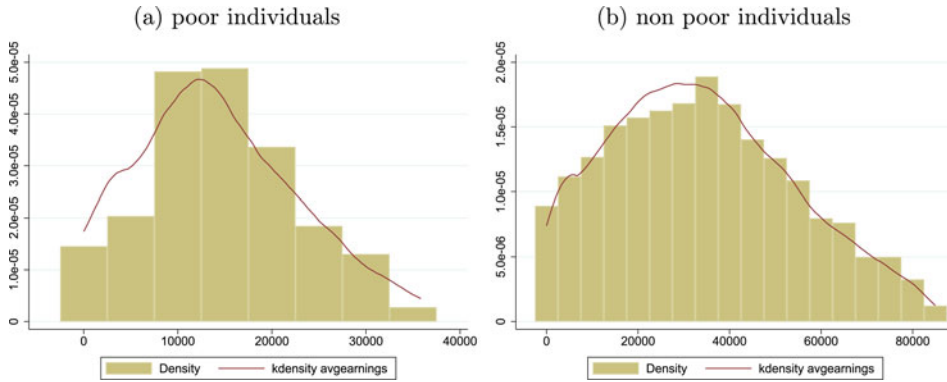 (a) poor individuals
5.0e-05
4.0e-05
3.0e-05
2.0e-05
1.0e-05
0
0 10000 20000 30000 40000
Density kdensity avgearnings
(b) non poor individuals
2.0e-05
1.5e-05
1.0e-05
5.0e-06
0
0 20000 40000 60000 80000
Density kdensity avgearnings